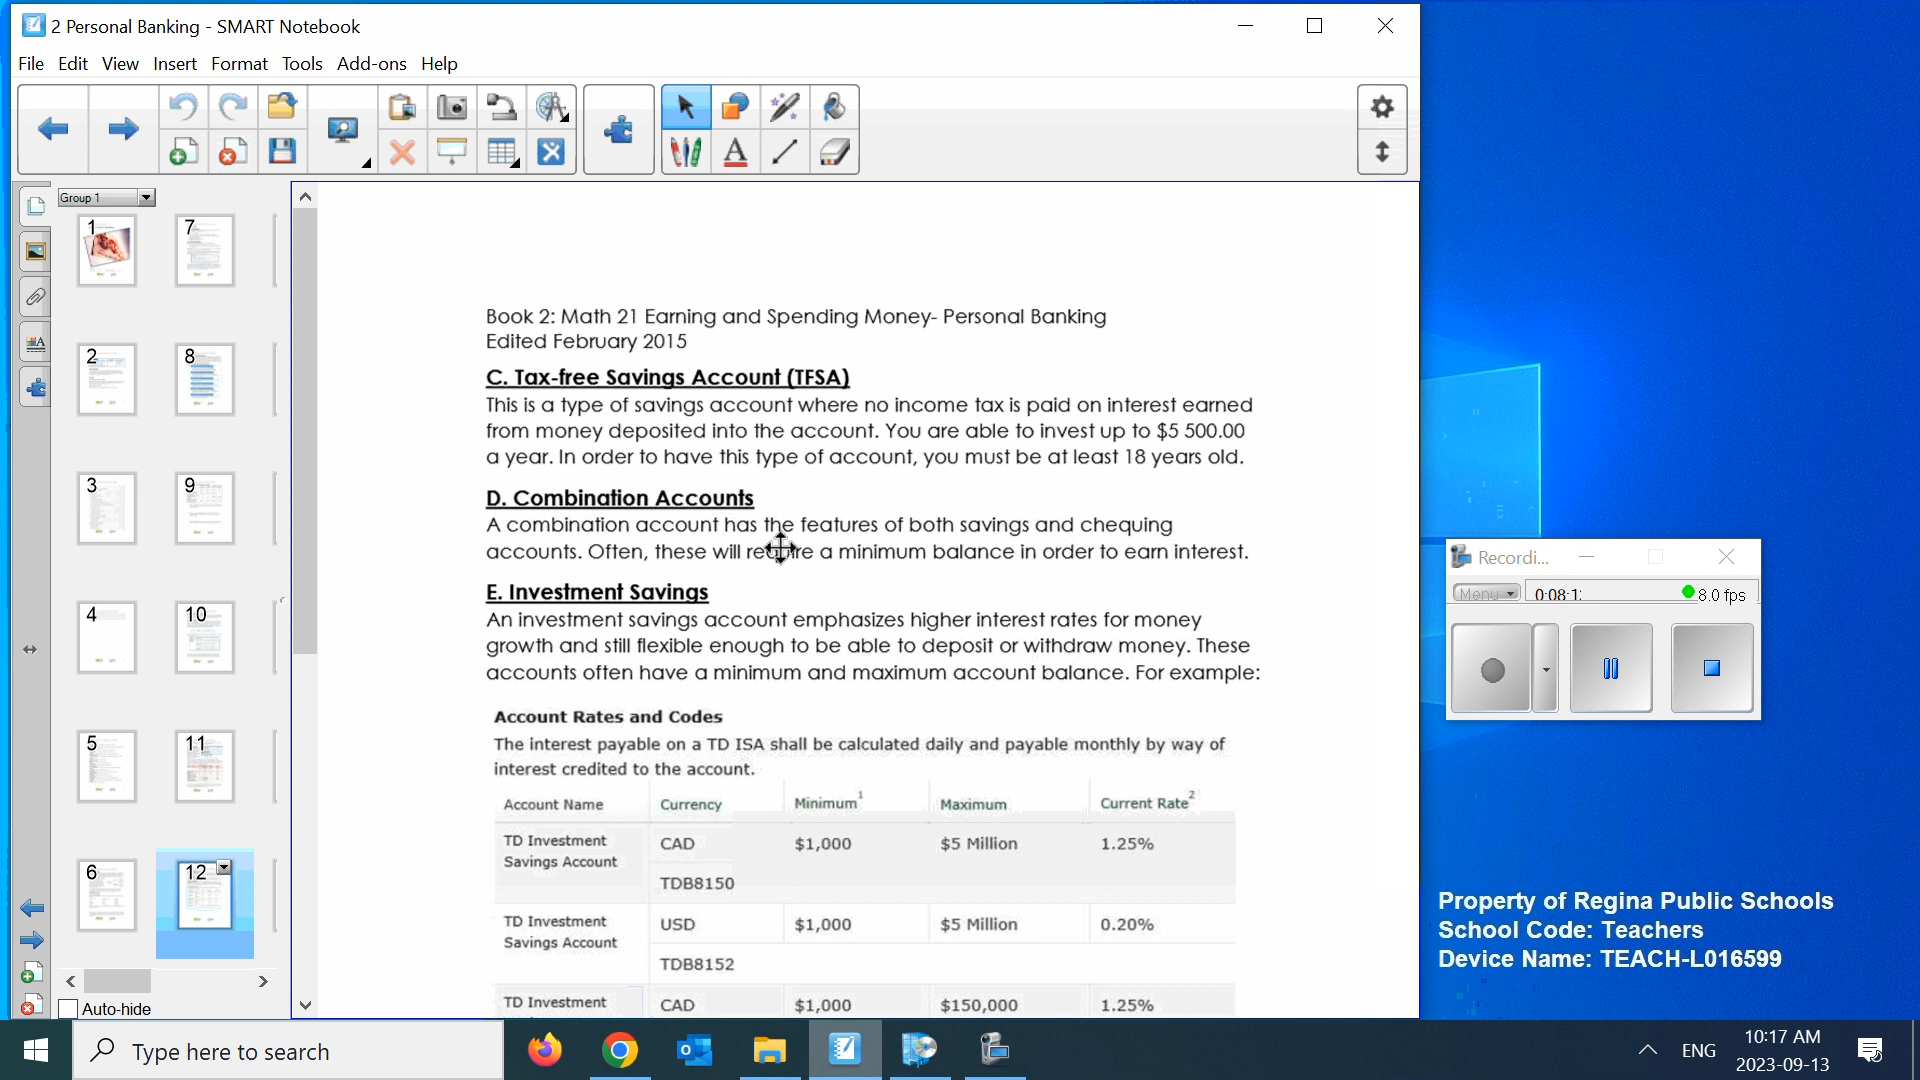 2 Personal Banking - SMART Notebook
File Edit View Insert Format Tools Add-ons Help
Group 1
1 7
2 8
3 9
4 10
5 11
6 12
Auto-hide
Book 2: Math 21 Earning and Spending Money- Personal Banking
Edited February 2015
C. Tax-free Savings Account (TFSA)
This is a type of savings account where no income tax is paid on interest earned
from money deposited into the account. You are able to invest up to $5 500.00
a year. In order to have this type of account, you must be at least 18 years old.
D. Combination Accounts
A combination account has the features of both savings and chequing
accounts. Often, these will require a minimum balance in order to earn interest.
E. Investment Savings
An investment savings account emphasizes higher interest rates for money
growth and still flexible enough to be able to deposit or withdraw money. These
accounts often have a minimum and maximum account balance. For example:
Account Rates and Codes
The interest payable on a TD ISA shall be calculated daily and payable monthly by way of
interest credited to the account.
Account Name Currency Minimum1 Maximum Current Rate2
TD Investment Savings Account CAD $1,000 $5 Million 1.25%
TDB8150
TD Investment Savings Account USD $1,000 $5 Million 0.20%
TDB8152
TD Investment CAD $1,000 $150,000 1.25%
Recordi...
Menu 0:08:1 8.0 fps
Property of Regina Public Schools
School Code: Teachers
Device Name: TEACH-L016599
Type here to search
ENG
10:17 AM
2023-09-13